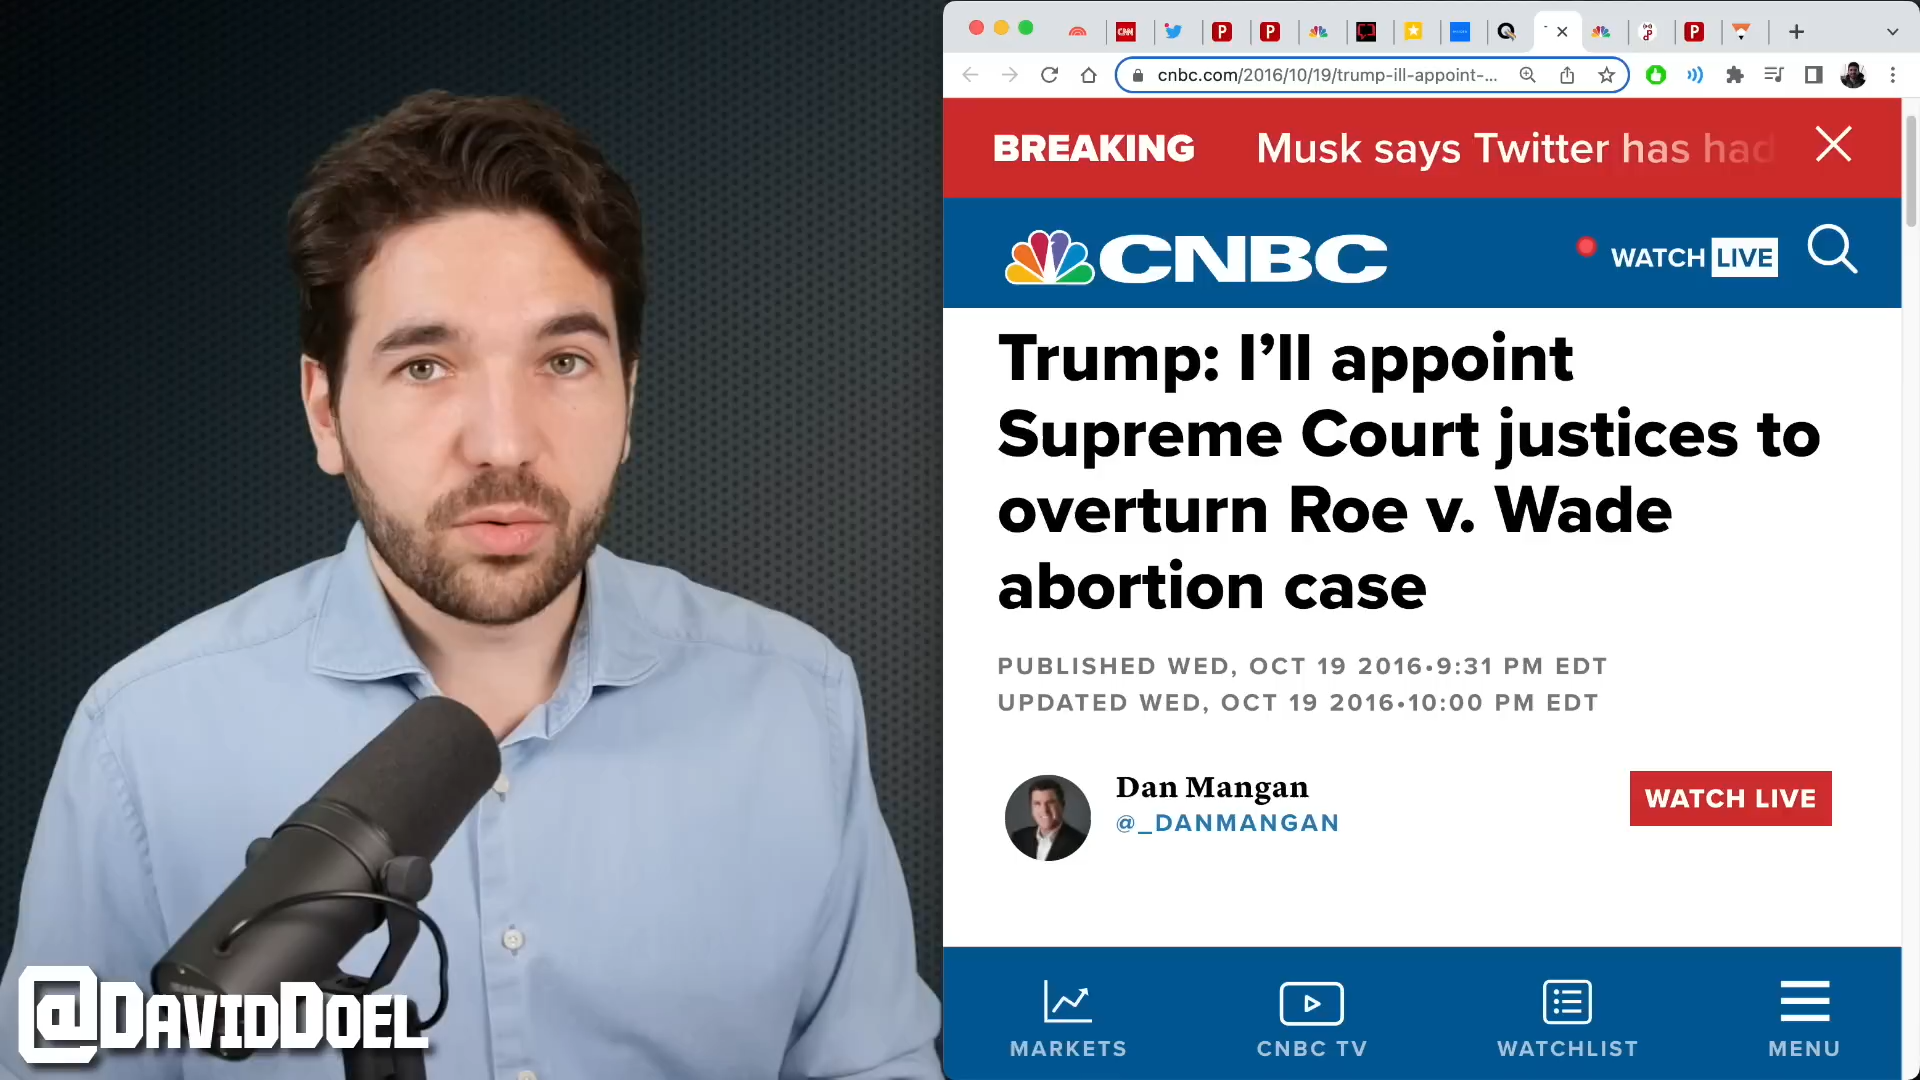 cnbc.com/2016/10/19/trump-ill-appoint-...
BREAKING Musk says Twitter has had
CNBC
WATCH LIVE
Trump: I’ll appoint
Supreme Court justices to
overturn Roe v. Wade
abortion case
PUBLISHED WED, OCT 19 2016•9:31 PM EDT
UPDATED WED, OCT 19 2016•10:00 PM EDT
Dan Mangan
@_DANMANGAN
WATCH LIVE
@DAVIDDOEL
MARKETS
CNBC TV
WATCHLIST
MENU